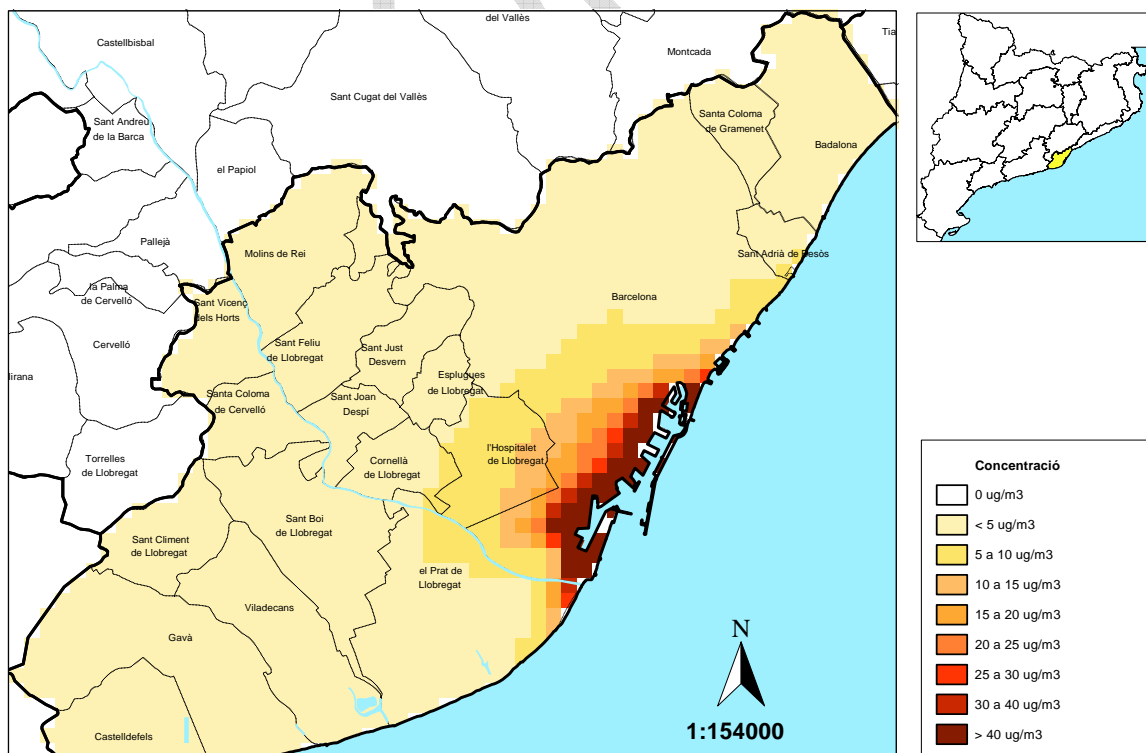 del Vallès
Castellbisbal
Montcada
Tia
Sant Cugat del Vallès
Sant Andreu
de la Barca
Santa Coloma
de Gramenet
Badalona
el Papiol
Pallejà
Molins de Rei
Sant Adrià de Besòs
la Palma
de Cervelló
Sant Vicenç
dels Horts
Barcelona
Cervelló
Sant Feliu
de Llobregat
Sant Just
Desvern
lirana
Esplugues
de Llobregat
Santa Coloma
de Cervelló
Sant Joan
Despí
Torrelles
de Llobregat
Cornellà
de Llobregat
l'Hospitalet
de Llobregat
Sant Boi
de Llobregat
Sant Climent
de Llobregat
el Prat de
Llobregat
Viladecans
Gavà
Castelldefels
N
1:154000
Concentració
0 ug/m3
< 5 ug/m3
5 a 10 ug/m3
10 a 15 ug/m3
15 a 20 ug/m3
20 a 25 ug/m3
25 a 30 ug/m3
30 a 40 ug/m3
> 40 ug/m3